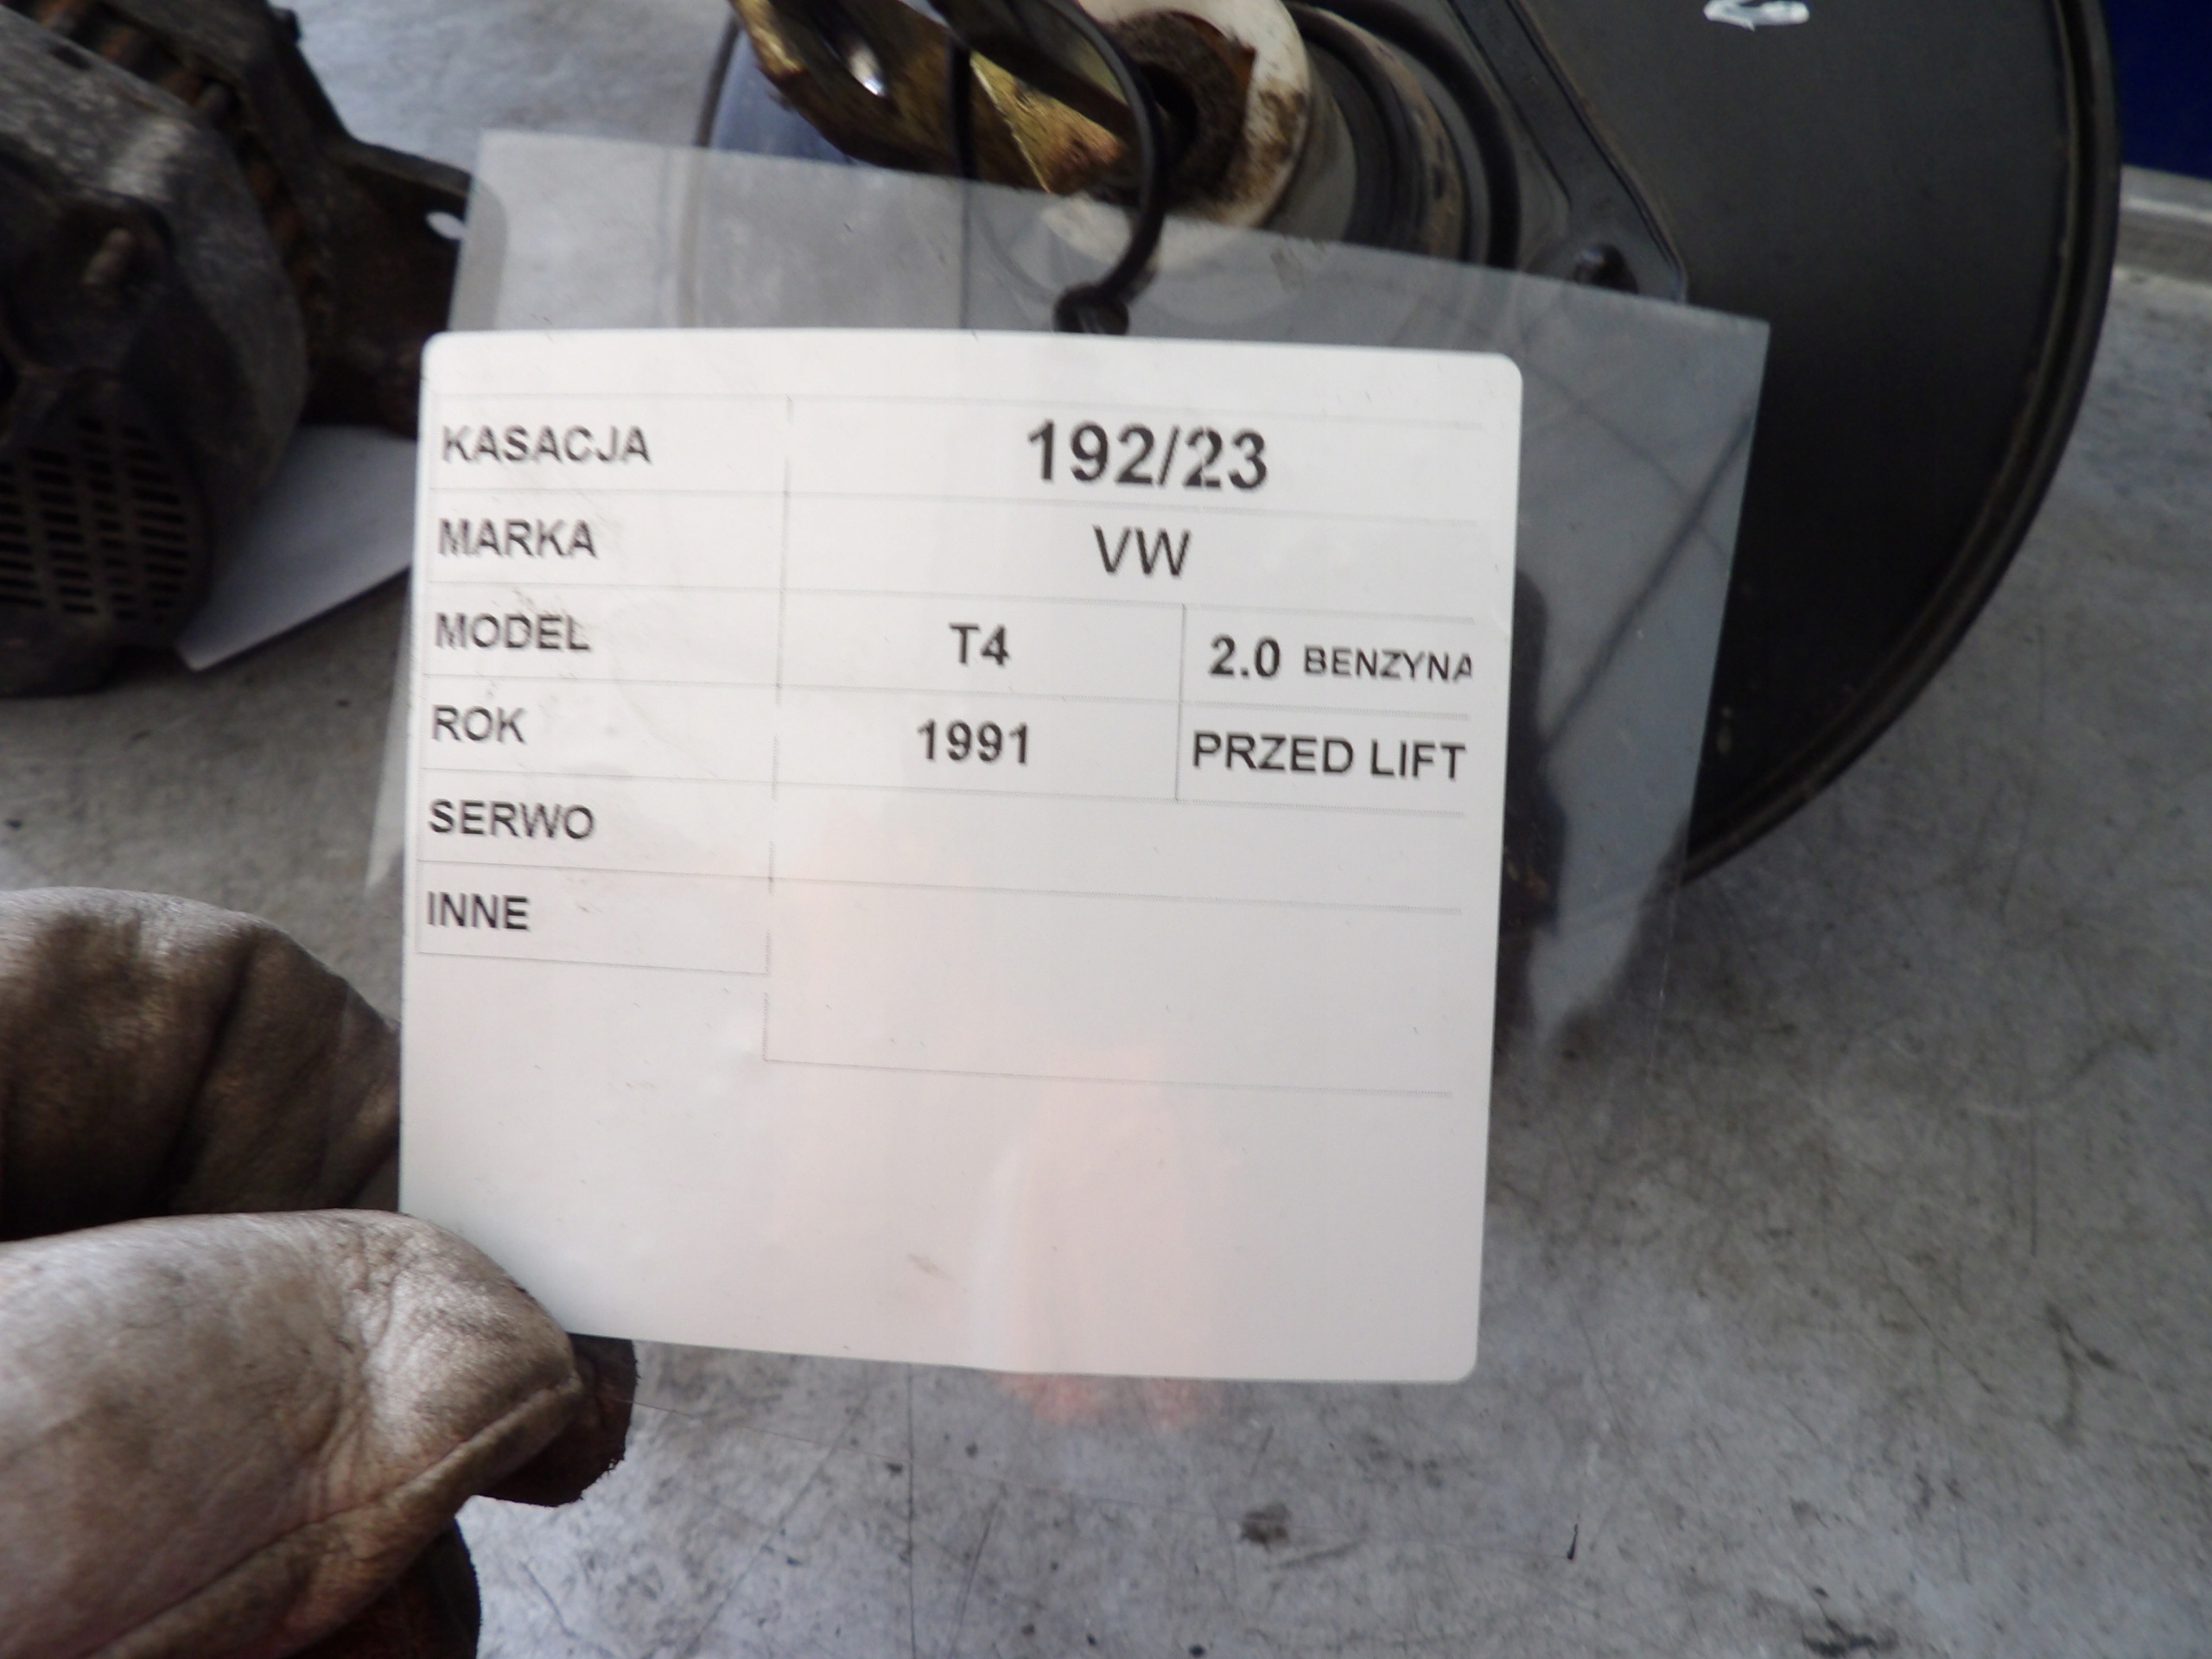 KASACJA 192/23
MARKA VW
MODEL T4 2.0 BENZYNA
ROK 1991 PRZED LIFT
SERWO
INNE